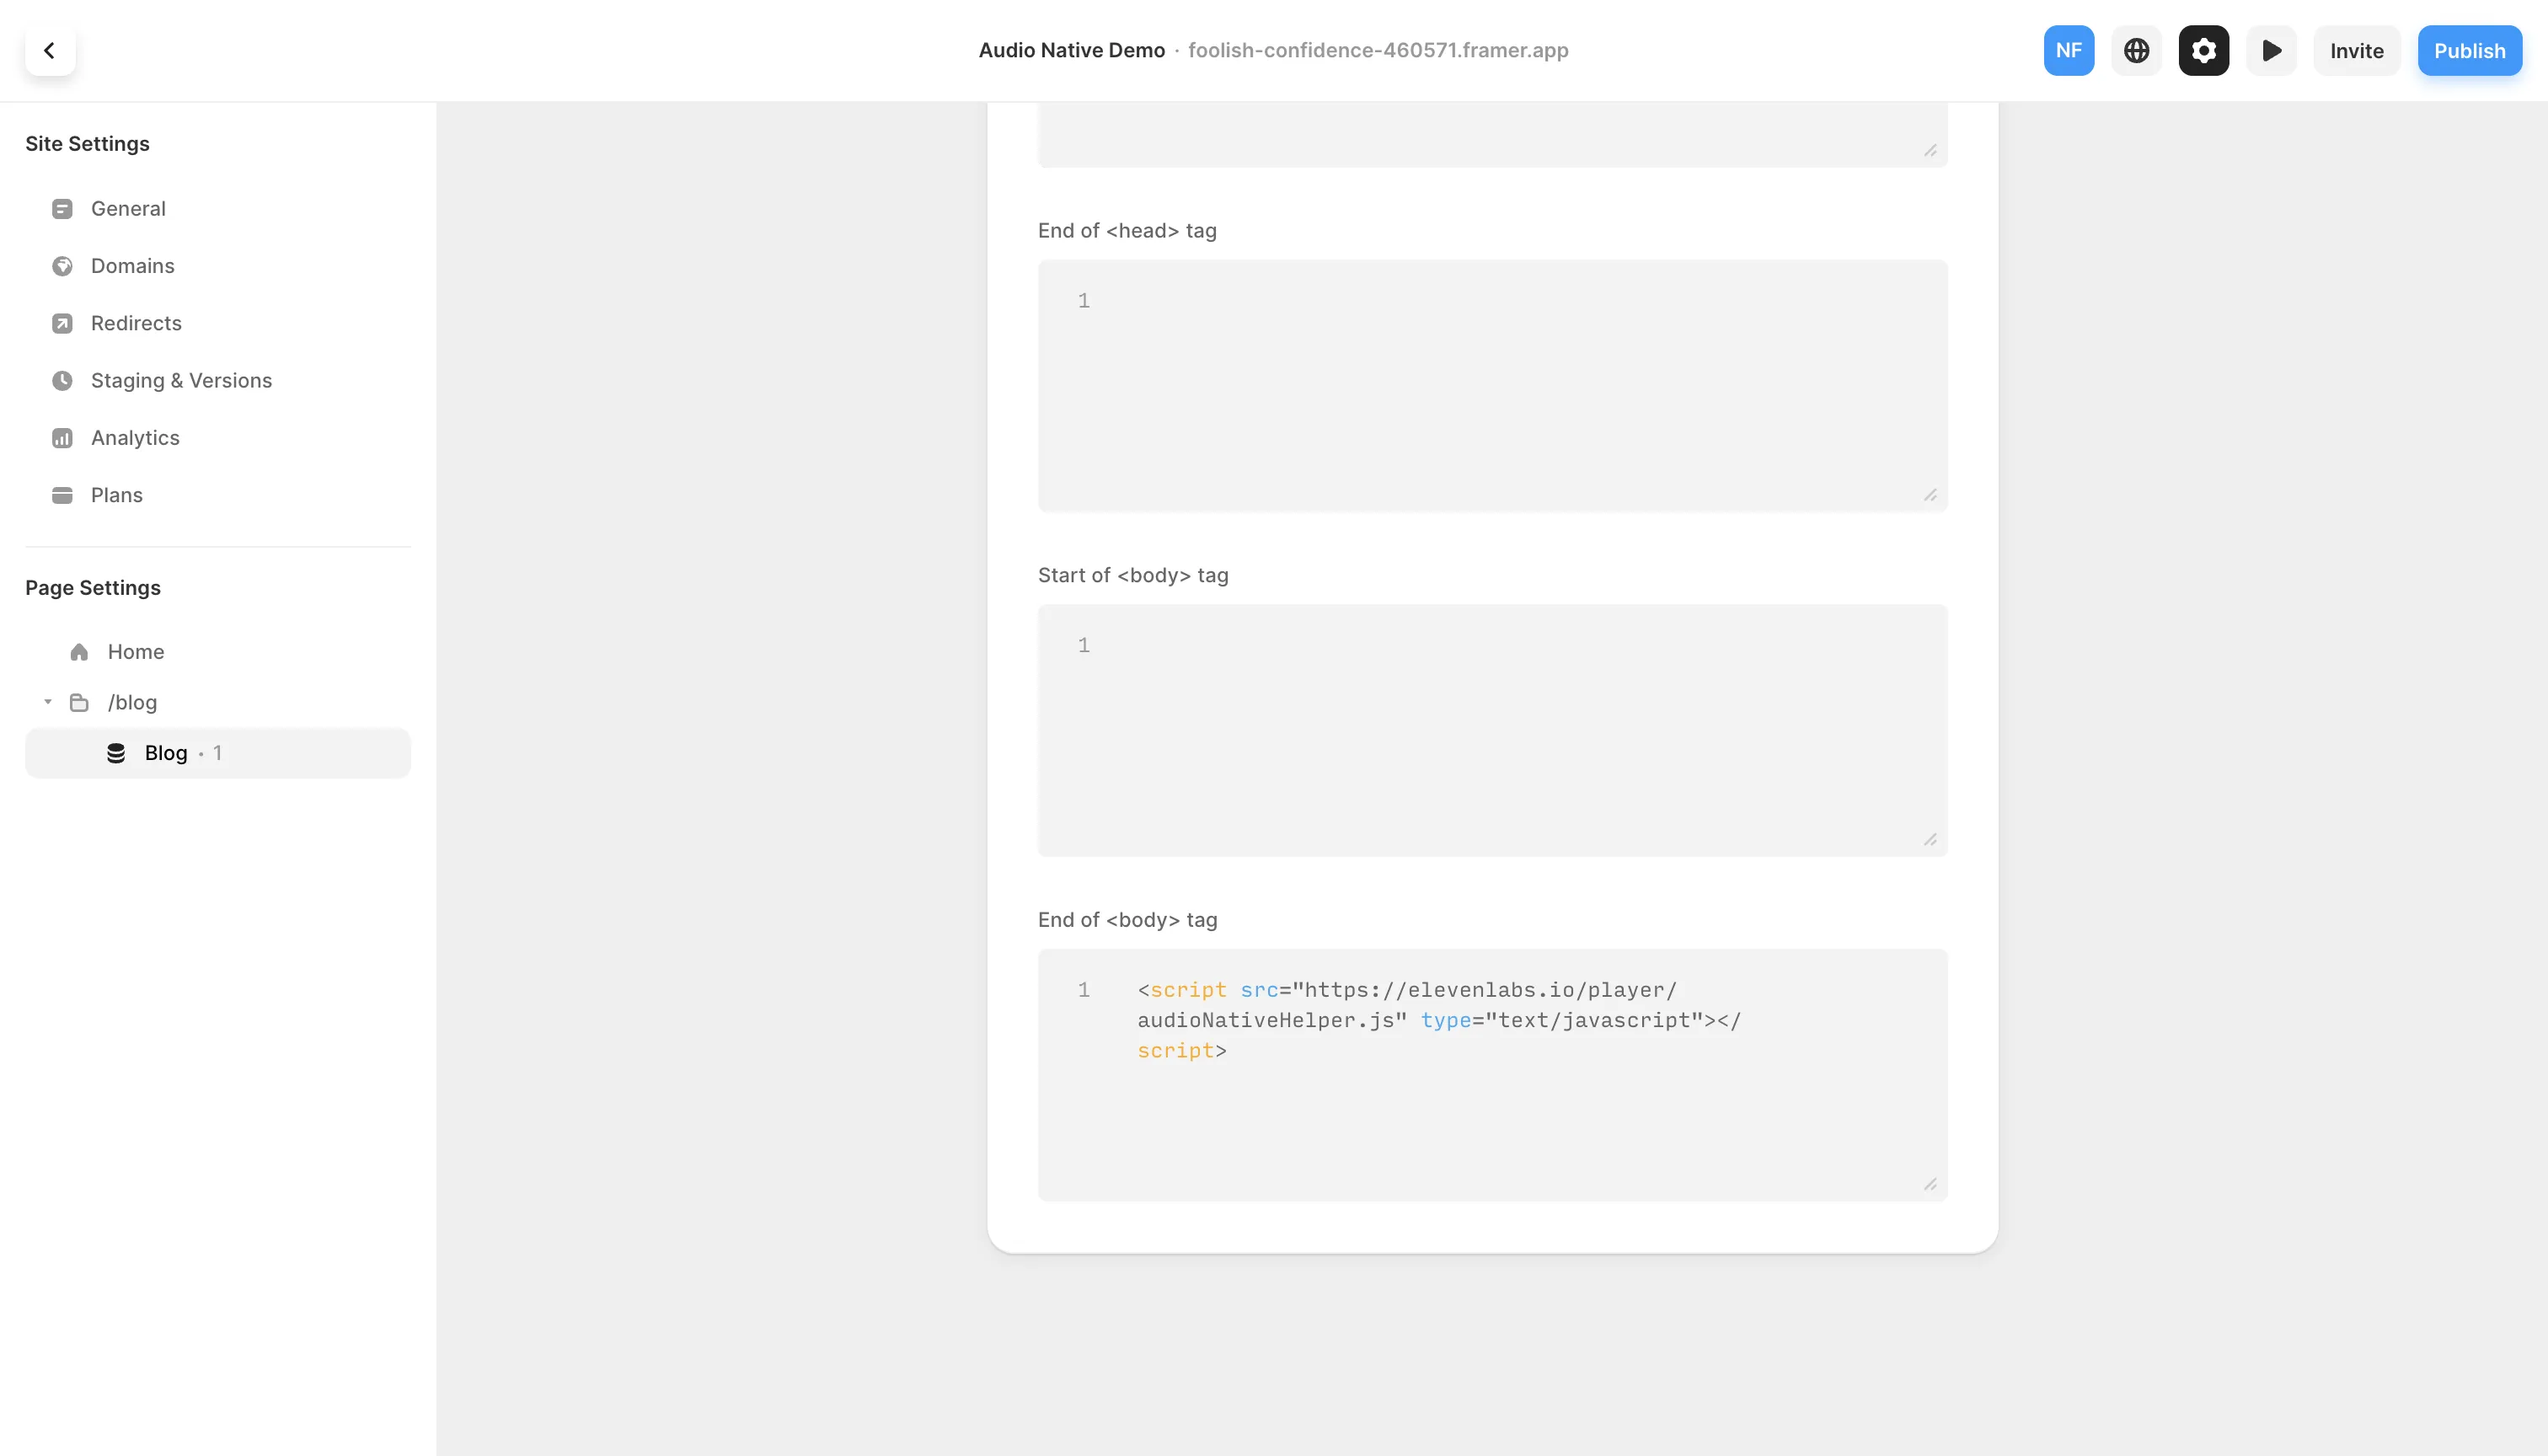 Audio Native Demo · foolish-confidence-460571.framer.app
NF
Invite
Publish
Site Settings
General
Domains
Redirects
Staging & Versions
Analytics
Plans
Page Settings
Home
/blog
Blog · 1
End of <head> tag
1
Start of <body> tag
1
End of <body> tag
1 <script src="https://elevenlabs.io/player/
audioNativeHelper.js" type="text/javascript"></
script>